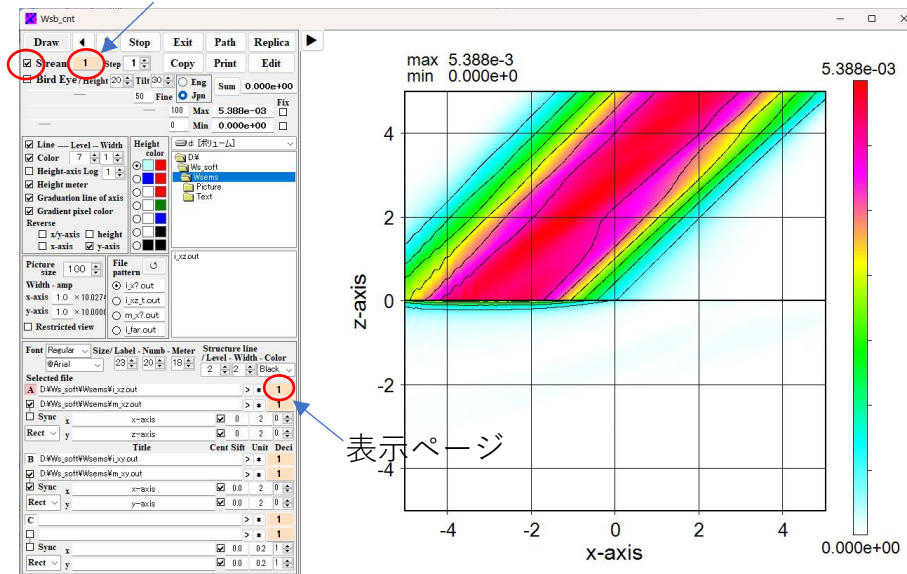 Wsb_cnt
Draw Stop Exit Path Replica
Stream 1 Step 1 Copy Print Edit
Bird Eye / Height 20 Tilt 30 Eng Sum 0.000e+00
50 Fine Jpn Fix
100 Max 5.388e-03
0 Min 0.000e+00
Line ---- Level -- Width
Color 7 1
Height-axis Log 1
Height meter
Graduation line of axis
Gradient pixel color
Reverse
x/y-axis height
x-axis y-axis
Height color
d: [ボリューム]
D:¥
Ws_soft
Wsems
Picture
Text
Picture size 100
Width - amp
x-axis 1.0 × 10.0274
y-axis 1.0 × 10.0000
Restricted view
File pattern
i_x?.out
i_xz_t.out
m_x?.out
i_far.out
i_xz.out
Font Regular Size/ Label - Numb - Meter Structure line
/ Level - Width - Color
@Arial 23 20 18 2 2 Black
Selected file
A D:¥Ws_soft¥Wsems¥i_xz.out > * 1
D:¥Ws_soft¥Wsems¥m_xz.out > * 1
Sync x x-axis 0 2 0
Rect y z-axis 0 2 0
Title Cent Sift Unit Deci
B D:¥Ws_soft¥Wsems¥i_xy.out > * 1
D:¥Ws_soft¥Wsems¥m_xy.out > * 1
Sync x x-axis 0.0 2 0
Rect y y-axis 0.0 2 0
C > * 1
> * 1
Sync x 0.0 0.2 1
Rect y 0.0 0.2 1
表示ページ
max 5.388e-3
min 0.000e+0
5.388e-03
4
2
0
-2
-4
z-axis
-4 -2 0 2 4
x-axis
0.000e+00